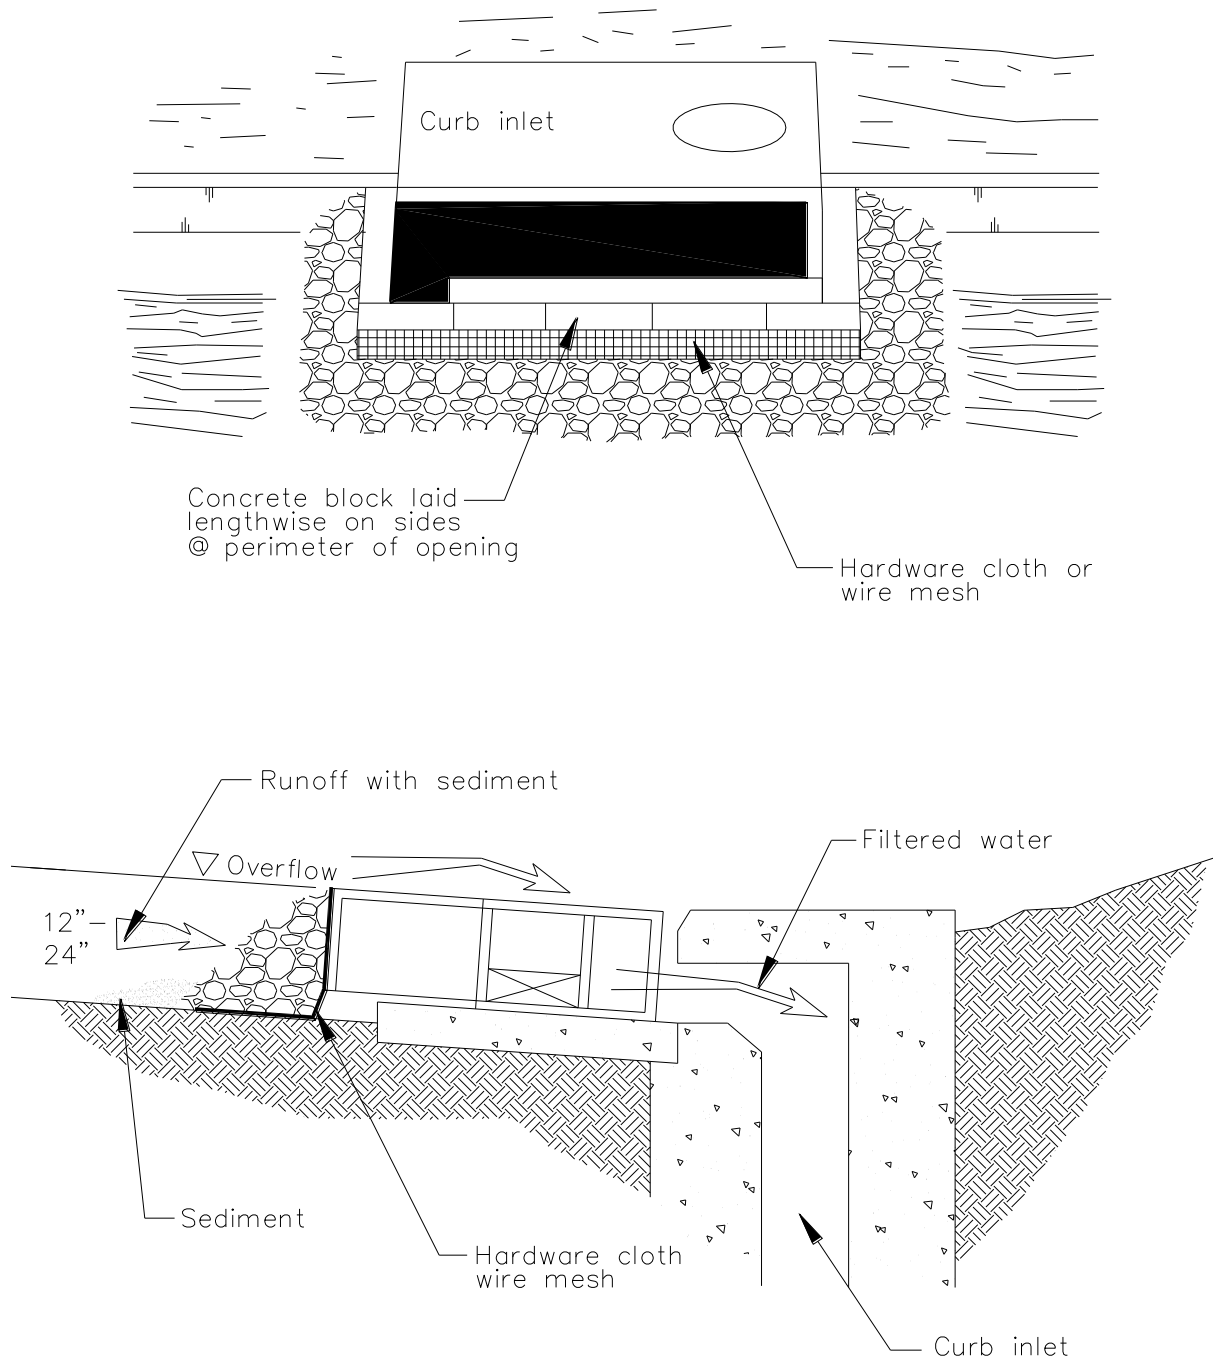 Curb inlet
Concrete block laid
lengthwise on sides
@ perimeter of opening
Hardware cloth or
wire mesh
Runoff with sediment
Overflow
Filtered water
12”
24”
Sediment
Hardware cloth
wire mesh
Curb inlet